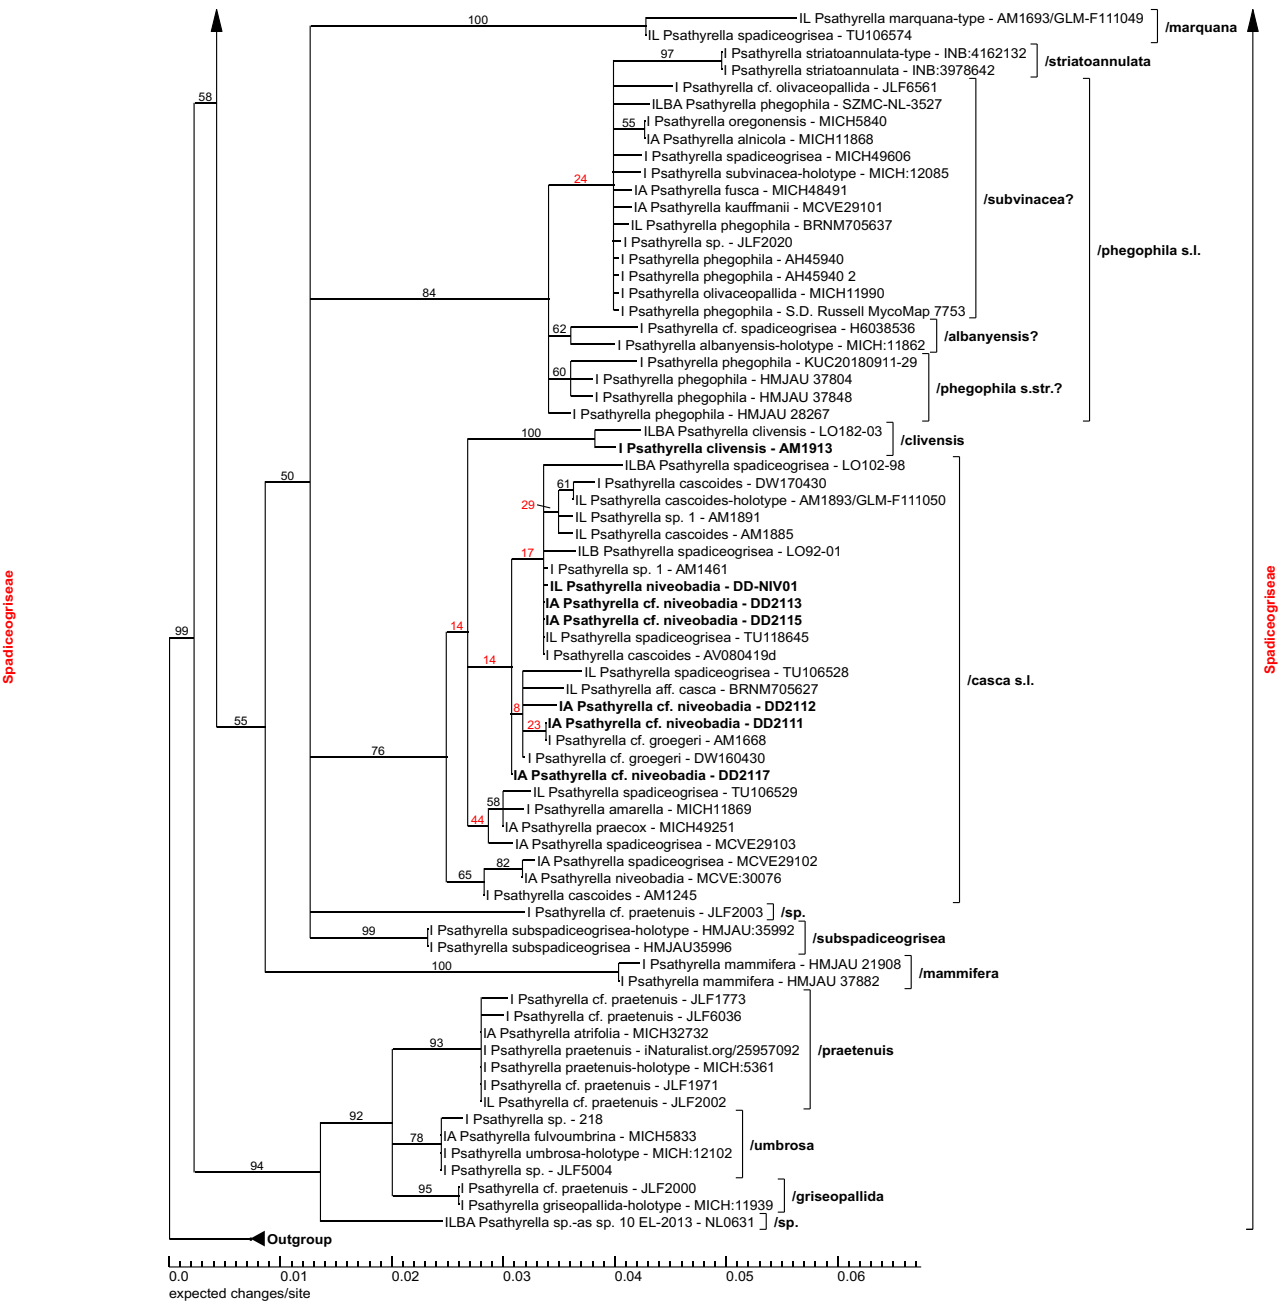 100
IL Psathyrella marquana-type - AM1693/GLM-F111049
/marquana
IL Psathyrella spadiceogrisea - TU106574
97
I Psathyrella striatoannulata-type - INB:4162132
/striatoannulata
I Psathyrella striatoannulata - INB:3978642
I Psathyrella cf. olivaceopallida - JLF6561
58
ILBA Psathyrella phegophila - SZMC-NL-3527
55
I Psathyrella oregonensis - MICH5840
IA Psathyrella alnicola - MICH11868
I Psathyrella spadiceogrisea - MICH49606
I Psathyrella subvinacea-holotype - MICH:12085
24
IA Psathyrella fusca - MICH48491
/subvinacea?
IA Psathyrella kauffmanii - MCVE29101
IL Psathyrella phegophila - BRNM705637
I Psathyrella sp. - JLF2020
/phegophila s.l.
I Psathyrella phegophila - AH45940
I Psathyrella phegophila - AH45940 2
84
I Psathyrella olivaceopallida - MICH11990
I Psathyrella phegophila - S.D. Russell MycoMap 7753
62
I Psathyrella cf. spadiceogrisea - H6038536
/albanyensis?
I Psathyrella albanyensis-holotype - MICH:11862
I Psathyrella phegophila - KUC20180911-29
60
I Psathyrella phegophila - HMJAU 37804
/phegophila s.str.?
I Psathyrella phegophila - HMJAU 37848
I Psathyrella phegophila - HMJAU 28267
100
ILBA Psathyrella clivensis - LO182-03
/clivensis
I Psathyrella clivensis - AM1913
ILBA Psathyrella spadiceogrisea - LO102-98
50
61
I Psathyrella cascoides - DW170430
IL Psathyrella cascoides-holotype - AM1893/GLM-F111050
29
IL Psathyrella sp. 1 - AM1891
IL Psathyrella cascoides - AM1885
17
ILB Psathyrella spadiceogrisea - LO92-01
I Psathyrella sp. 1 - AM1461
IL Psathyrella niveobadia - DD-NIV01
IA Psathyrella cf. niveobadia - DD2113
IA Psathyrella cf. niveobadia - DD2115
Spadiceogriseae
Spadiceogriseae
99
14
IL Psathyrella spadiceogrisea - TU118645
I Psathyrella cascoides - AV080419d
14
IL Psathyrella spadiceogrisea - TU106528
/casca s.l.
IL Psathyrella aff. casca - BRNM705627
8
IA Psathyrella cf. niveobadia - DD2112
55
23
IA Psathyrella cf. niveobadia - DD2111
I Psathyrella cf. groegeri - AM1668
76
I Psathyrella cf. groegeri - DW160430
IA Psathyrella cf. niveobadia - DD2117
IL Psathyrella spadiceogrisea - TU106529
58
I Psathyrella amarella - MICH11869
44
IA Psathyrella praecox - MICH49251
IA Psathyrella spadiceogrisea - MCVE29103
82
IA Psathyrella spadiceogrisea - MCVE29102
65
IA Psathyrella niveobadia - MCVE:30076
I Psathyrella cascoides - AM1245
I Psathyrella cf. praetenuis - JLF2003
/sp.
99
I Psathyrella subspadiceogrisea-holotype - HMJAU:35992
/subspadiceogrisea
I Psathyrella subspadiceogrisea - HMJAU35996
100
I Psathyrella mammifera - HMJAU 21908
/mammifera
I Psathyrella mammifera - HMJAU 37882
I Psathyrella cf. praetenuis - JLF1773
I Psathyrella cf. praetenuis - JLF6036
IA Psathyrella atrifolia - MICH32732
93
I Psathyrella praetenuis - iNaturalist.org/25957092
/praetenuis
I Psathyrella praetenuis-holotype - MICH:5361
I Psathyrella cf. praetenuis - JLF1971
IL Psathyrella cf. praetenuis - JLF2002
92
I Psathyrella sp. - 218
78
IA Psathyrella fulvoumbrina - MICH5833
/umbrosa
I Psathyrella umbrosa-holotype - MICH:12102
94
I Psathyrella sp. - JLF5004
95
I Psathyrella cf. praetenuis - JLF2000
/griseopallida
I Psathyrella griseopallida-holotype - MICH:11939
ILBA Psathyrella sp.-as sp. 10 EL-2013 - NL0631
/sp.
Outgroup
0.0 0.01 0.02 0.03 0.04 0.05 0.06
expected changes/site